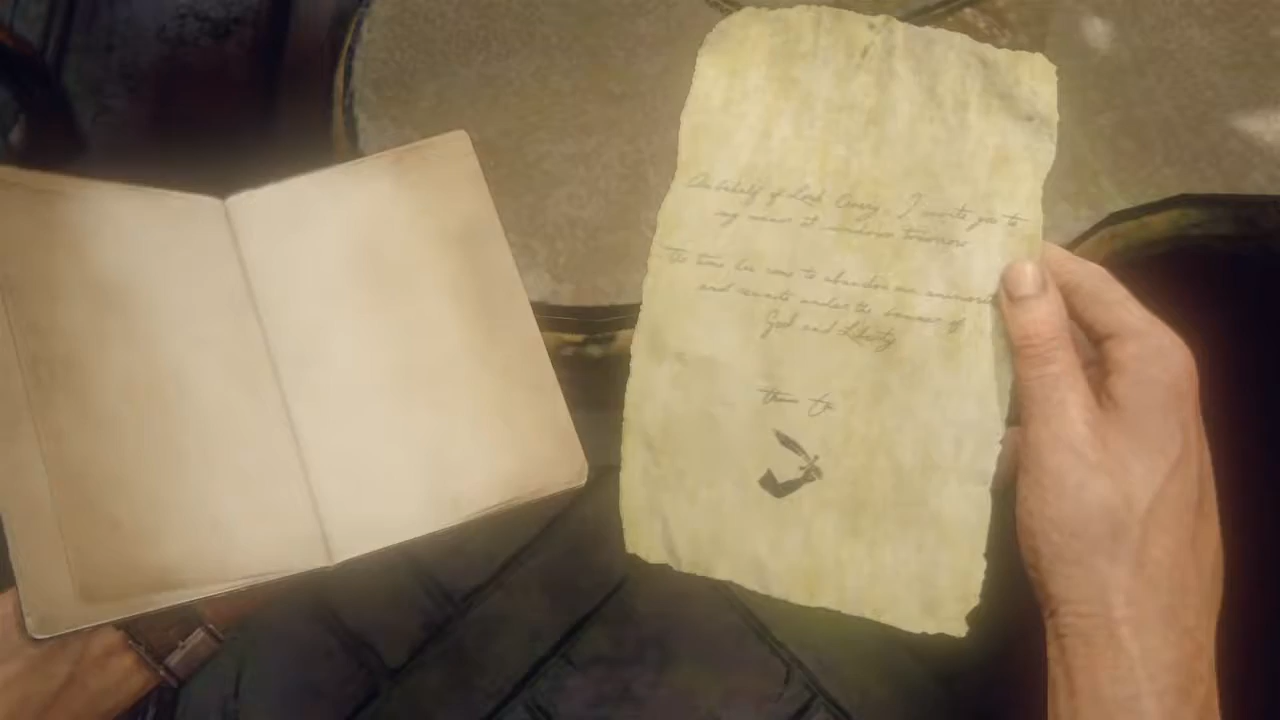 On behalf of Lord Covey, I invite you to
my manor at tomorrow
The time has come to abandon our
and reunite under the banner of
God and Liberty